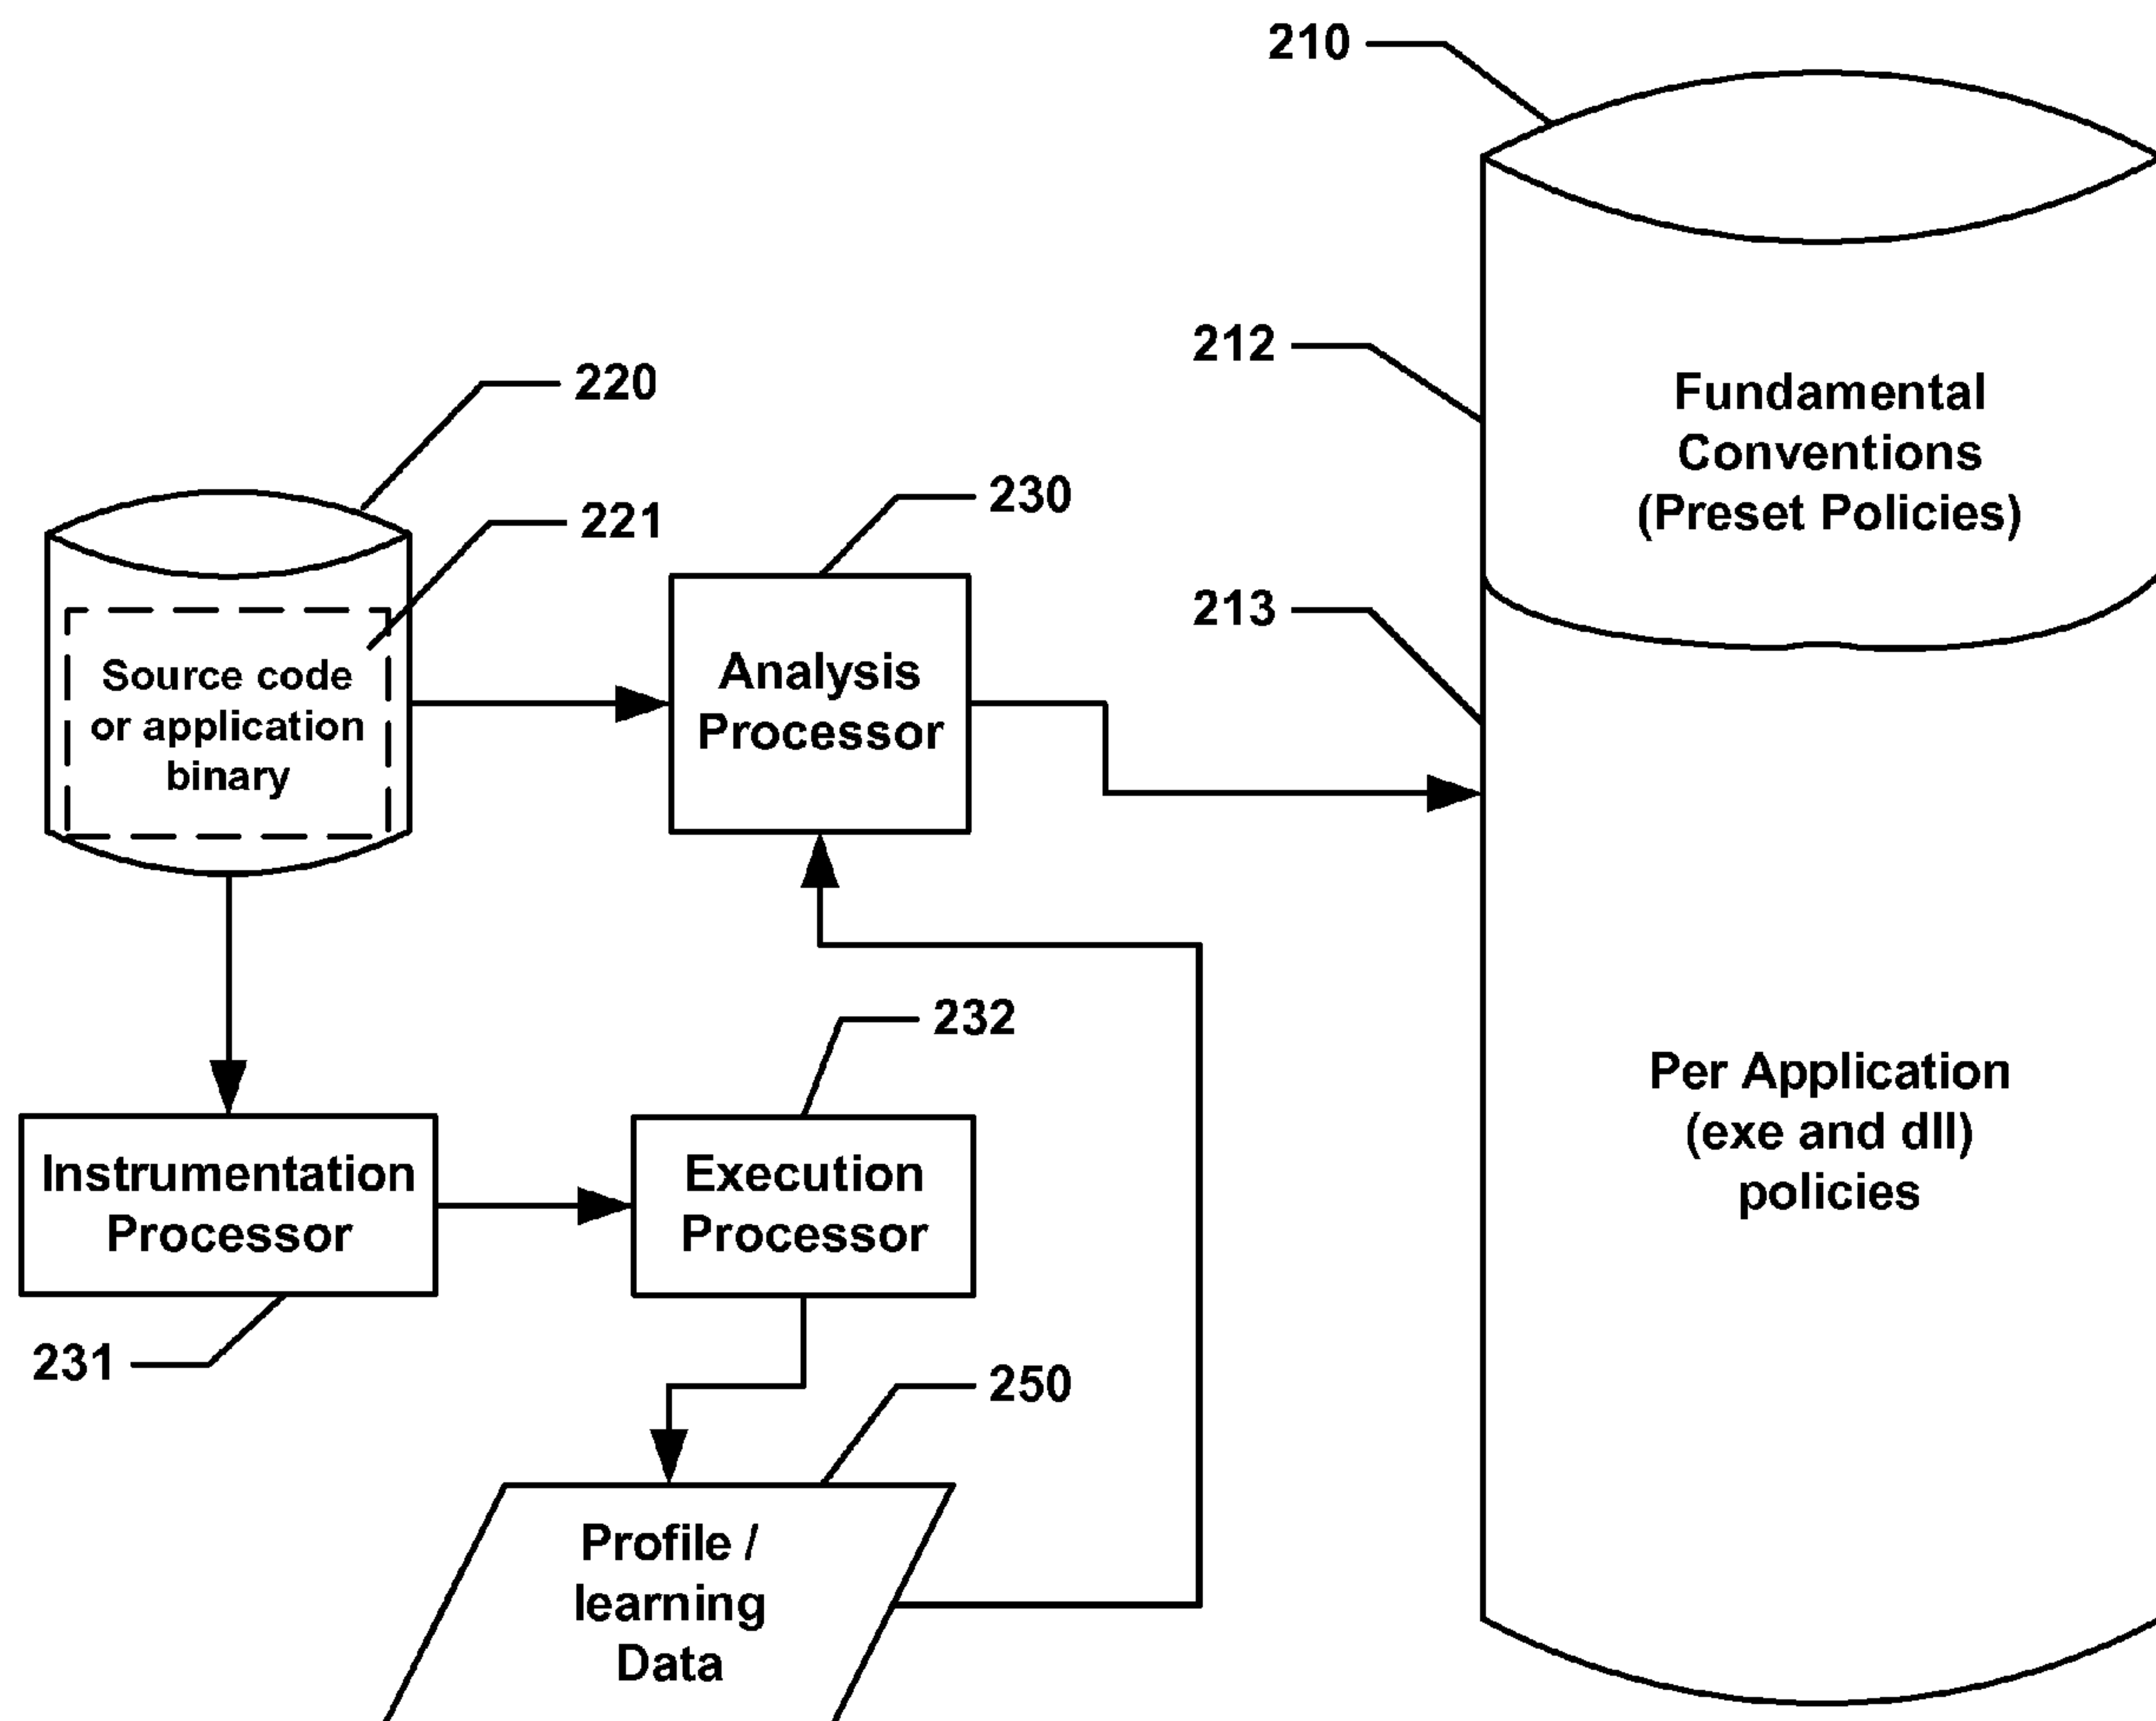 210
212
Fundamental
Conventions
(Preset Policies)
220
221
230
213
Source code
or application
binary
Analysis
Processor
232
Per Application
(exe and dll)
policies
Instrumentation
Processor
Execution
Processor
231
250
Profile /
learning
Data